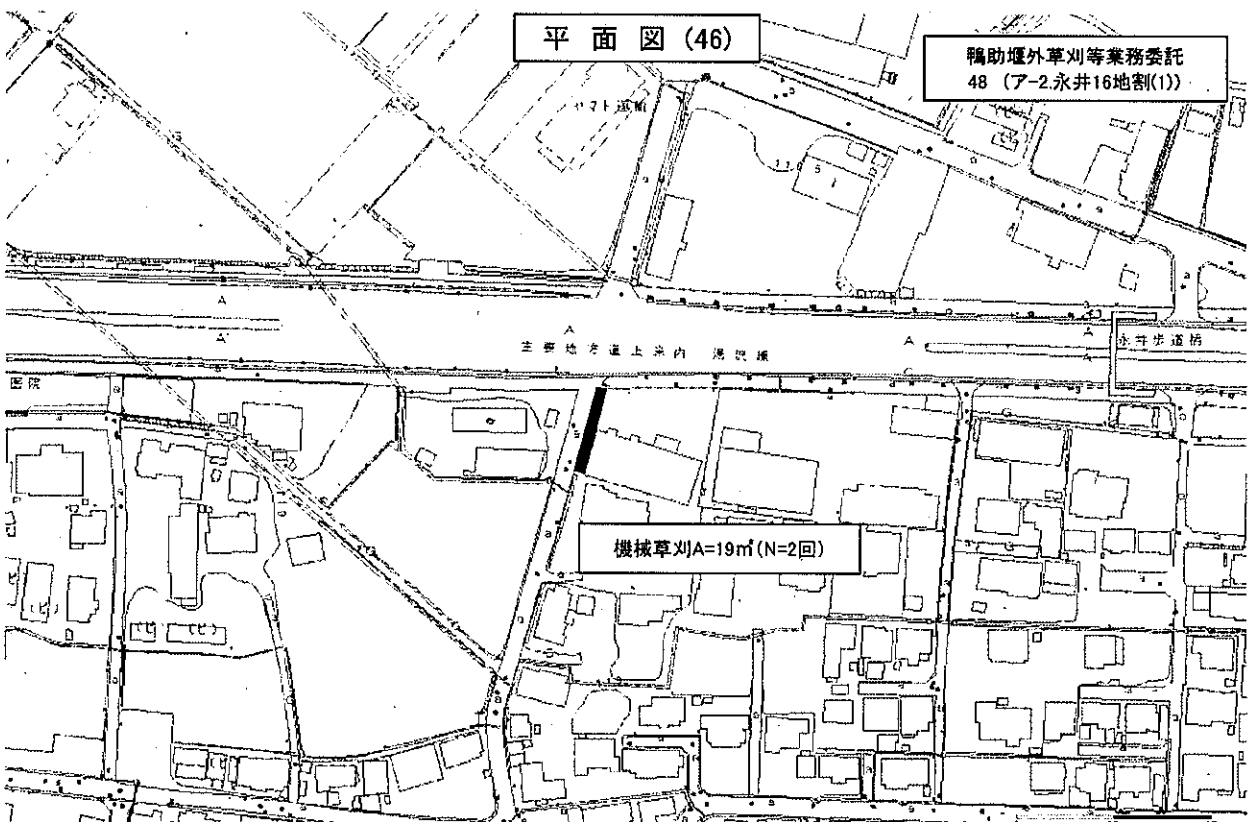 平面図(46)
鴨助堰外草刈等業務委託
48 (ア-2.永井16地割(1))
ヤマト運輸
110 5
A
A'
A
主要地方道上米内 湯沢線
A
A
永井歩道橋
医院
G
機械草刈A=19㎡(N=2回)